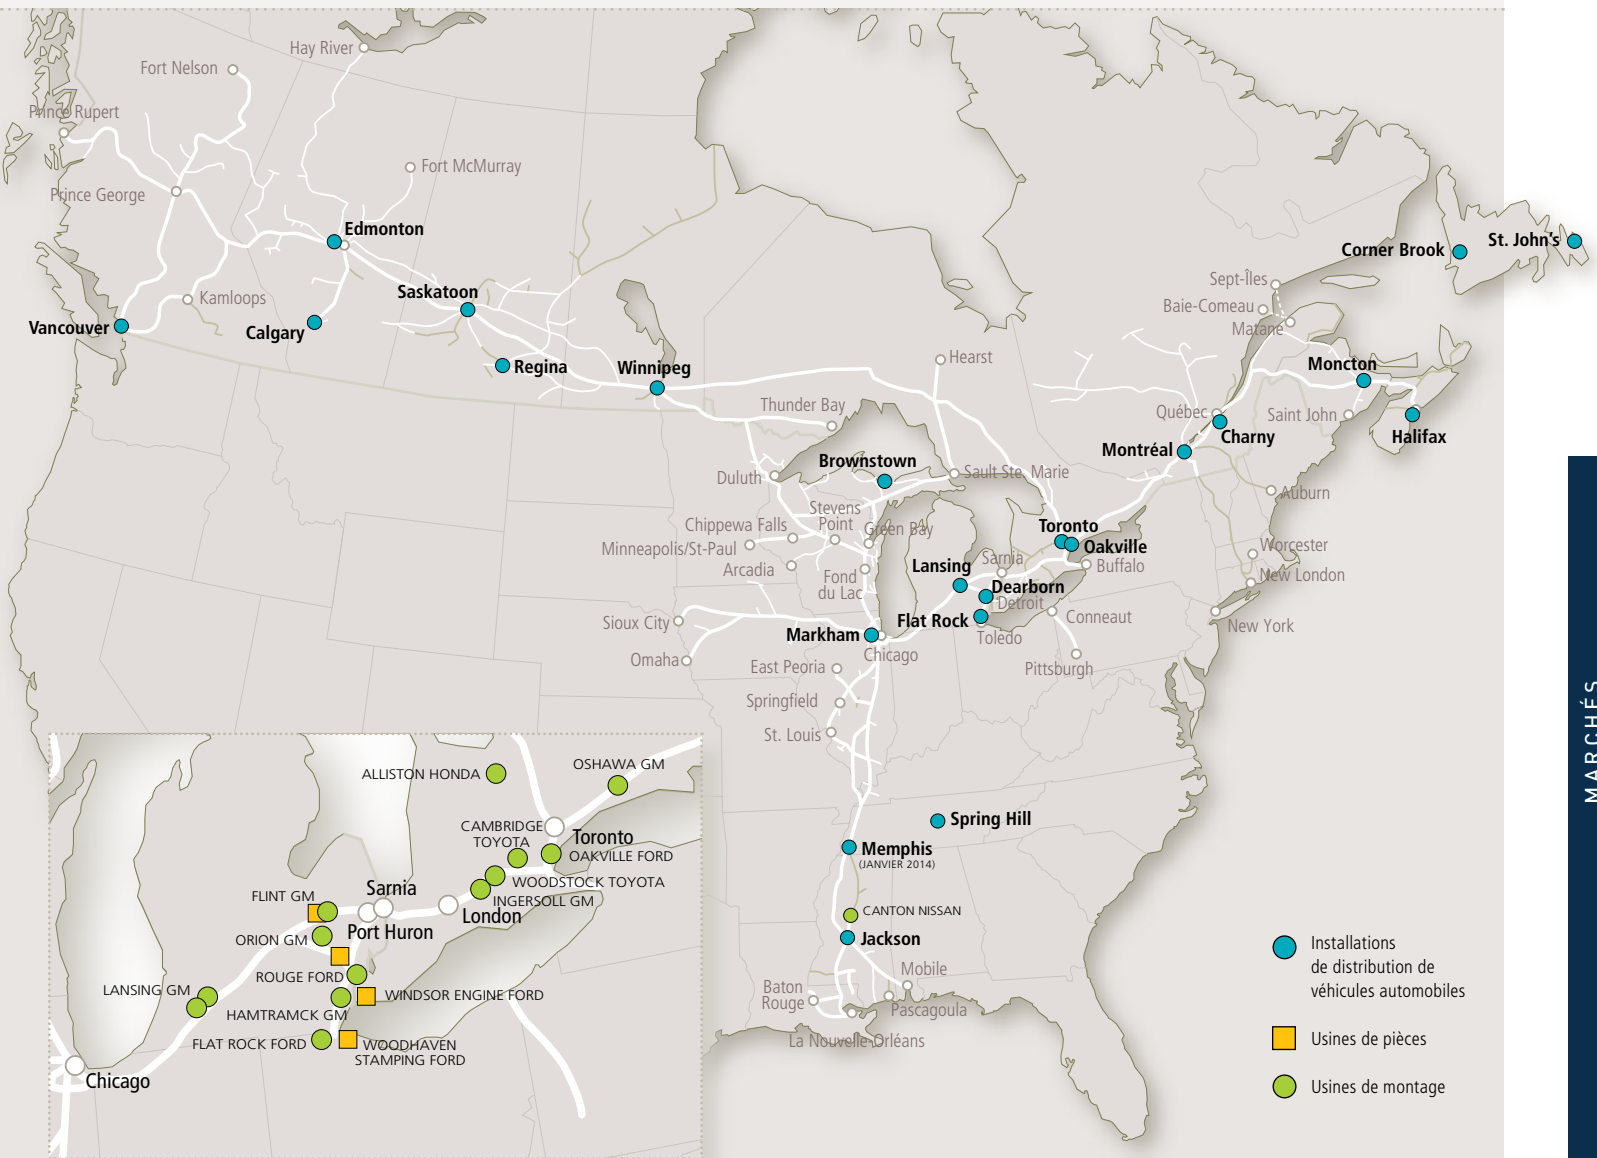 Hay River
Fort Nelson
Prince Rupert
Fort McMurray
Prince George
Edmonton
Corner Brook
St. John's
Sept-Îles
Saskatoon
Kamloops
Baie-Comeau
Vancouver
Calgary
Matane
Hearst
Regina
Winnipeg
Moncton
Thunder Bay
Québec
Saint John
Charny
Halifax
Montréal
Brownstown
Duluth
Sault Ste. Marie
Auburn
Stevens
Point
Chippewa Falls
Green Bay
Toronto
Oakville
Minneapolis/St-Paul
Worcester
Sarnia
Lansing
Buffalo
Arcadia
Fond
du Lac
New London
Dearborn
Detroit
Conneaut
Sioux City
Flat Rock
New York
Markham
Toledo
Chicago
Omaha
East Peoria
Pittsburgh
Springfield
St. Louis
MARCHÉS
Spring Hill
Memphis
(JANVIER 2014)
CANTON NISSAN
Jackson
Mobile
Baton
Rouge
Pascagoula
La Nouvelle-Orléans
ALLISTON HONDA
OSHAWA GM
CAMBRIDGE
TOYOTA
Toronto
OAKVILLE FORD
WOODSTOCK TOYOTA
Sarnia
FLINT GM
INGERSOLL GM
London
Port Huron
ORION GM
ROUGE FORD
LANSING GM
WINDSOR ENGINE FORD
HAMTRAMCK GM
FLAT ROCK FORD
WOODHAVEN
STAMPING FORD
Chicago
Installations
de distribution de
véhicules automobiles
Usines de pièces
Usines de montage